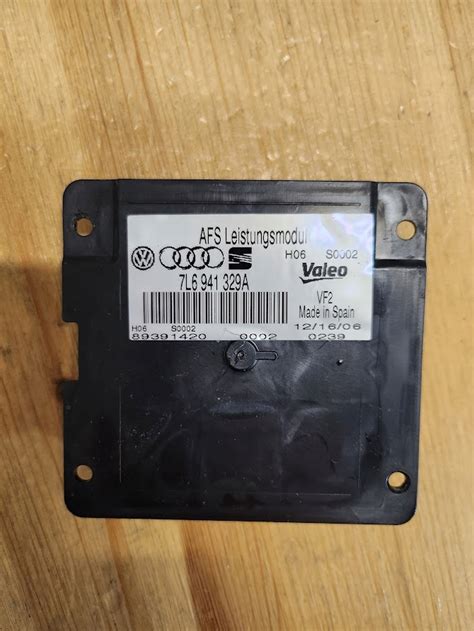 AFS Leistungsmodul
H06 S0002
7L6 941 329A
Valeo
VF2
Made in Spain
H06 S0002
12/16/06
89391420 0002 0239